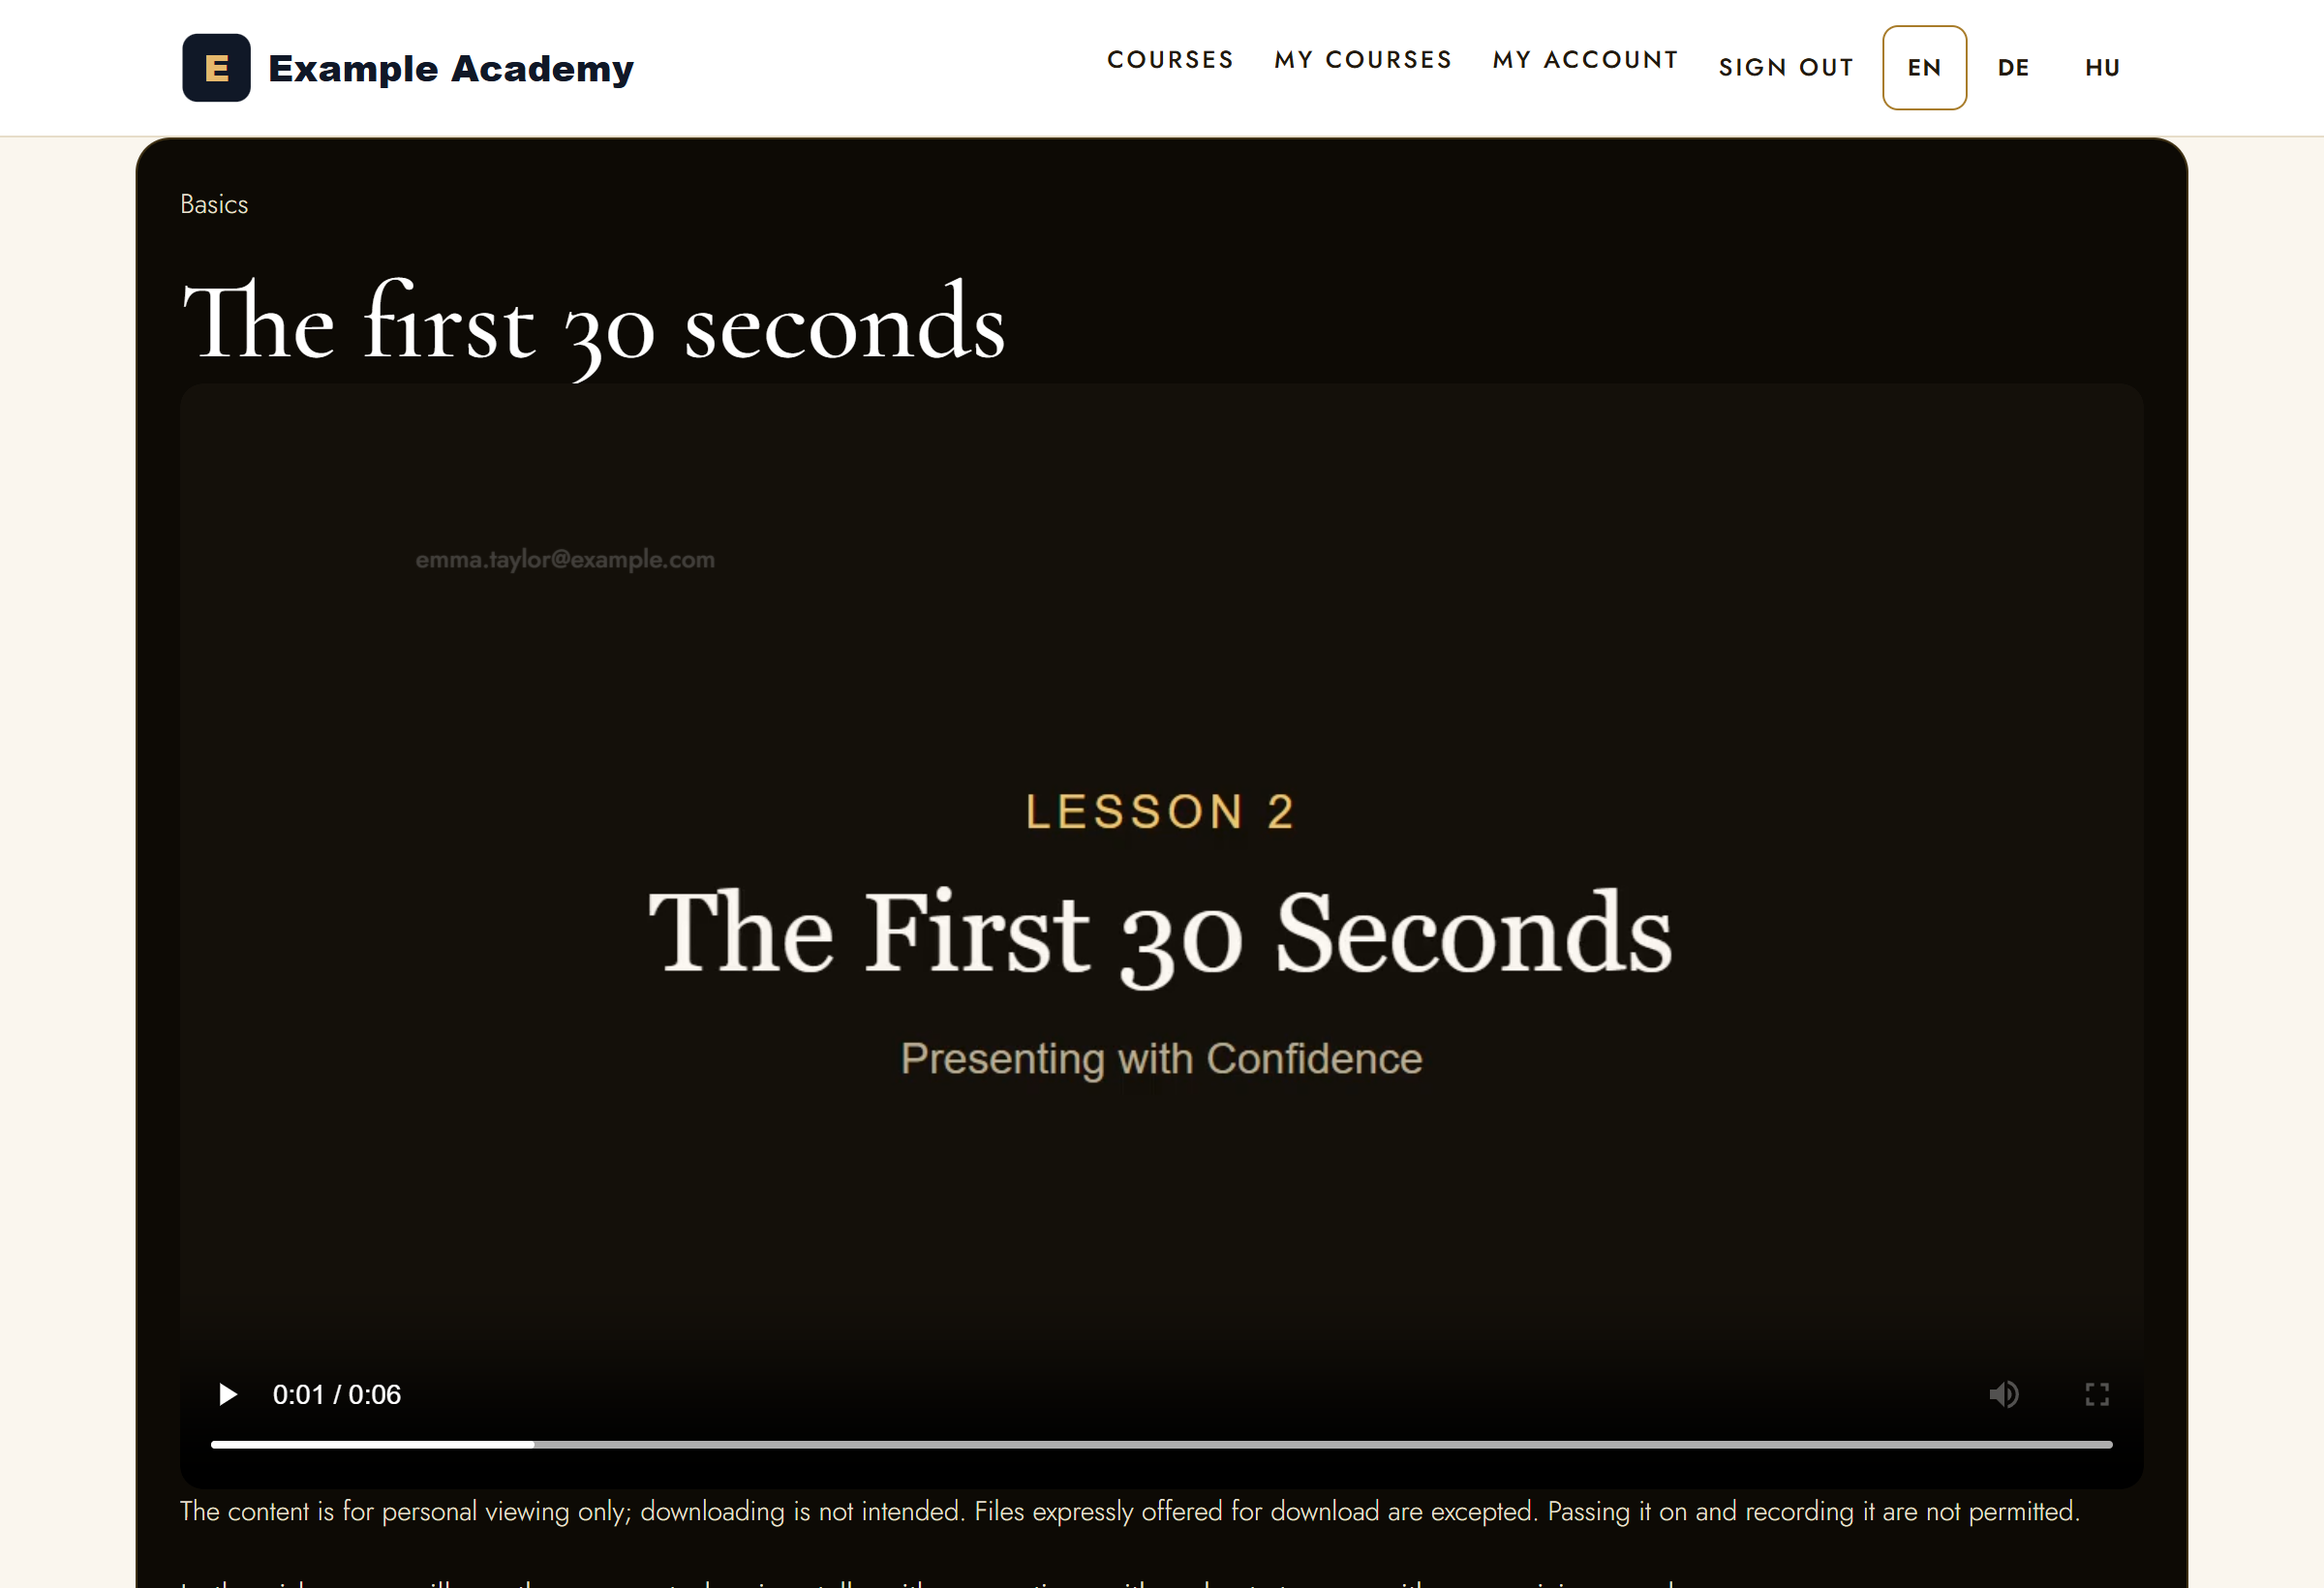 E Example Academy
COURSES MY COURSES MY ACCOUNT SIGN OUT EN DE HU
Basics
The first 30 seconds
emma.taylor@example.com
LESSON 2
The First 30 Seconds
Presenting with Confidence
0:01 / 0:06
The content is for personal viewing only; downloading is not intended. Files expressly offered for download are excepted. Passing it on and recording it are not permitted.